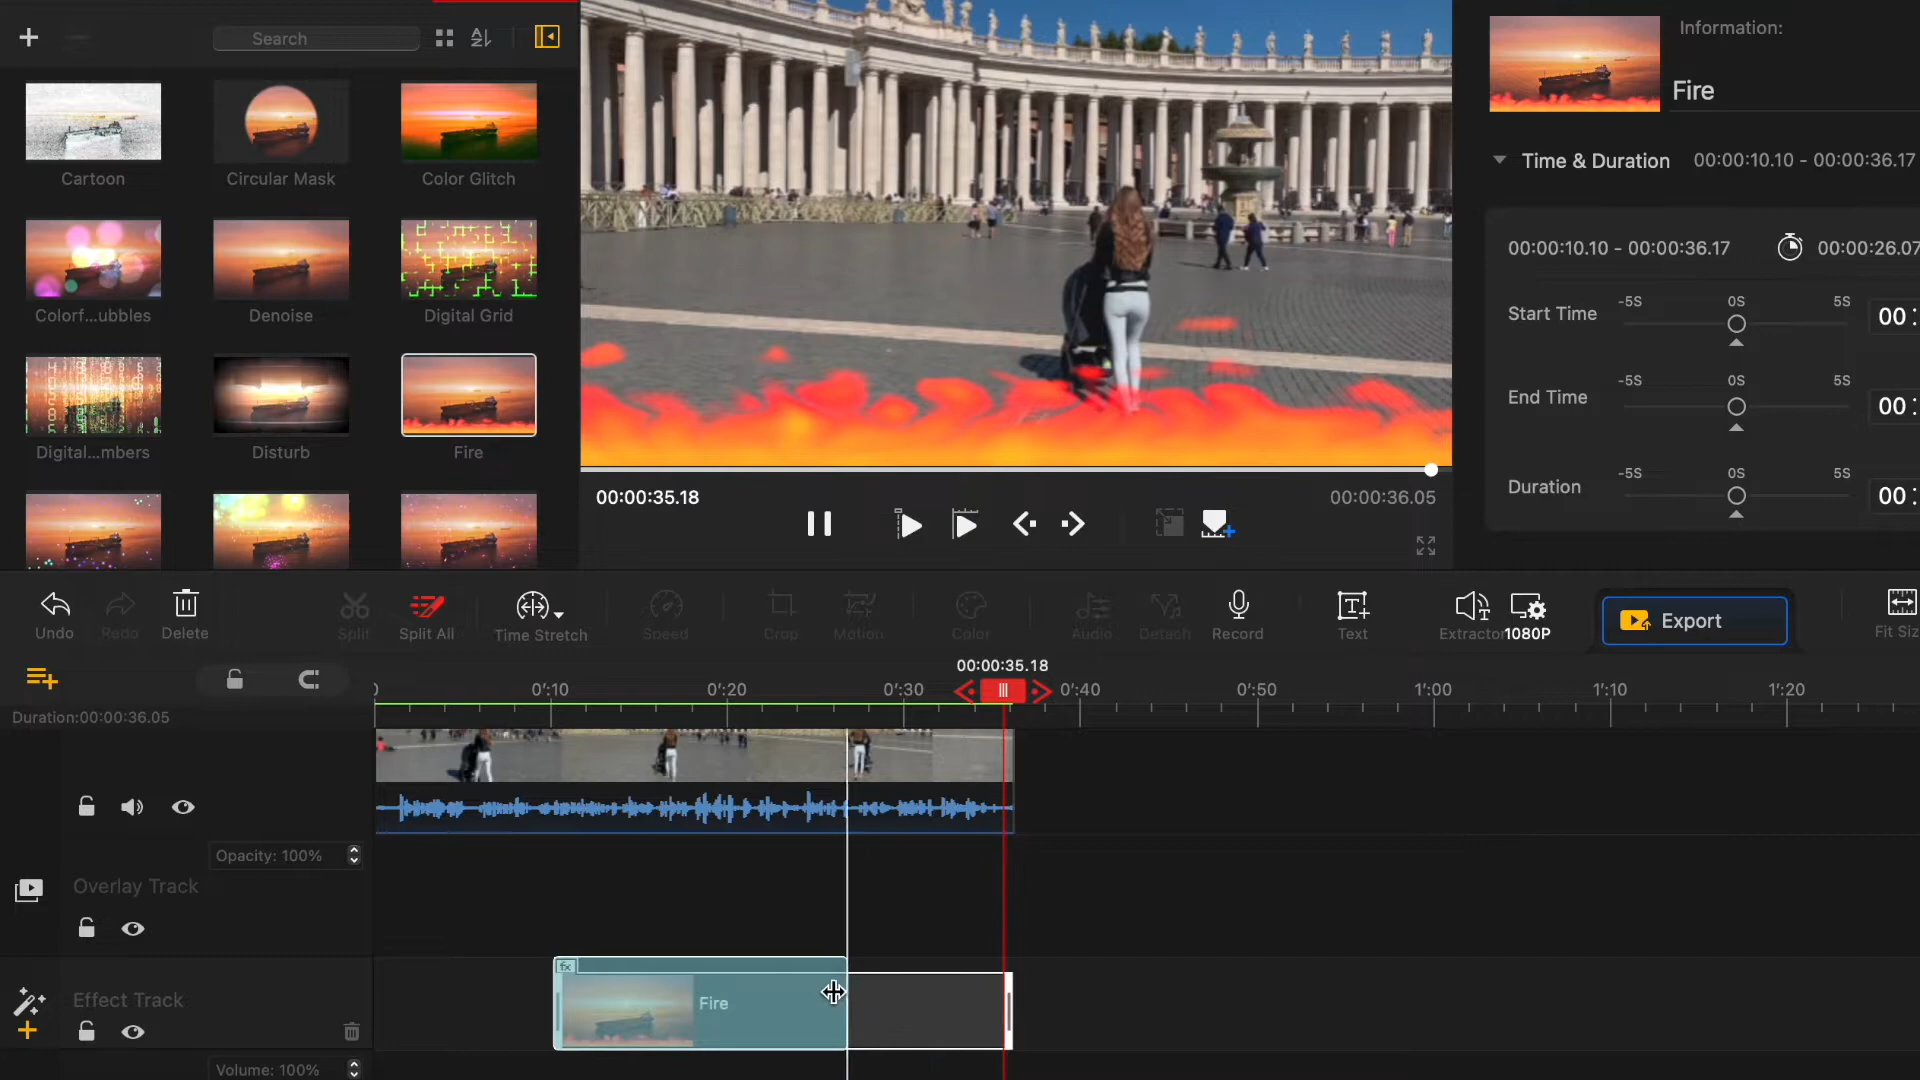 Search
Information:
Fire
Cartoon
Circular Mask
Color Glitch
Time & Duration 00:00:10.10 - 00:00:36.17
00:00:10.10 - 00:00:36.17 00:00:26.07
Colorf...ubbles
Denoise
Digital Grid
Start Time -5S 0S 5S 00:
End Time -5S 0S 5S 00:
Digital...mbers
Disturb
Fire
Duration -5S 0S 5S 00:
00:00:35.18
00:00:36.05
Undo
Redo
Delete
Split
Split All
Time Stretch
Speed
Crop
Motion
Color
Audio
Detach
Record
Text
Extractor
1080P
Export
Fit Siz
00:00:35.18
0':10 0':20 0':30 0':40 0':50 1':00 1':10 1':20
Duration:00:00:36.05
Opacity: 100%
Overlay Track
fx
Effect Track
Fire
Volume: 100%